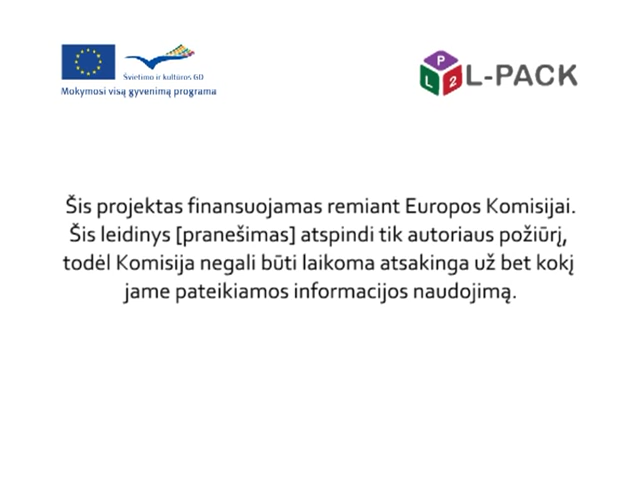 Švietimo ir kultūros GD
Mokymosi visą gyvenimą programa
P
L
2
L-PACK
Šis projektas finansuojamas remiant Europos Komisijai.
Šis leidinys [pranešimas] atspindi tik autoriaus požiūrį,
todėl Komisija negali būti laikoma atsakinga už bet kokį
jame pateikiamos informacijos naudojimą.